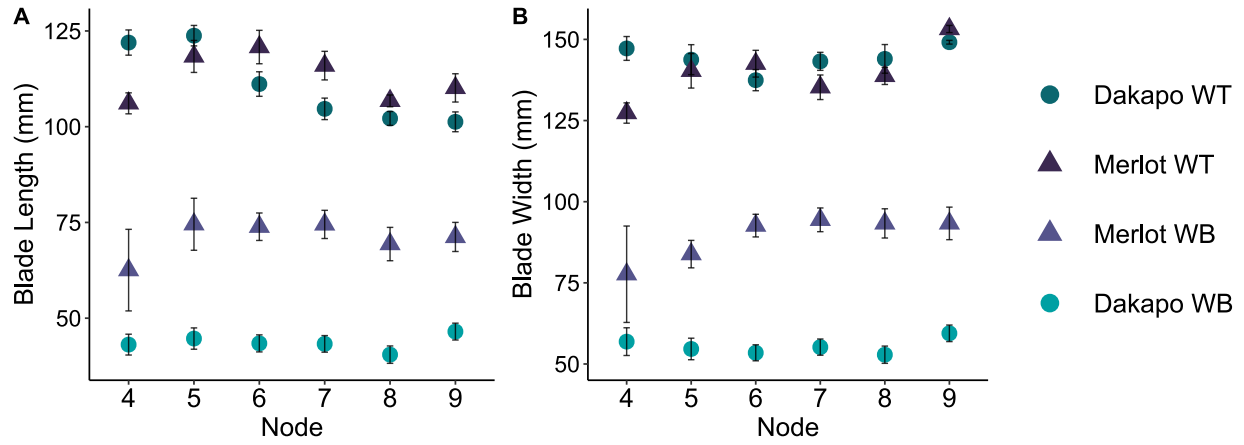 A
Blade Length (mm)
125
100
75
50
4 5 6 7 8 9
Node
B
Blade Width (mm)
150
125
100
75
50
4 5 6 7 8 9
Node
Dakapo WT
Merlot WT
Merlot WB
Dakapo WB